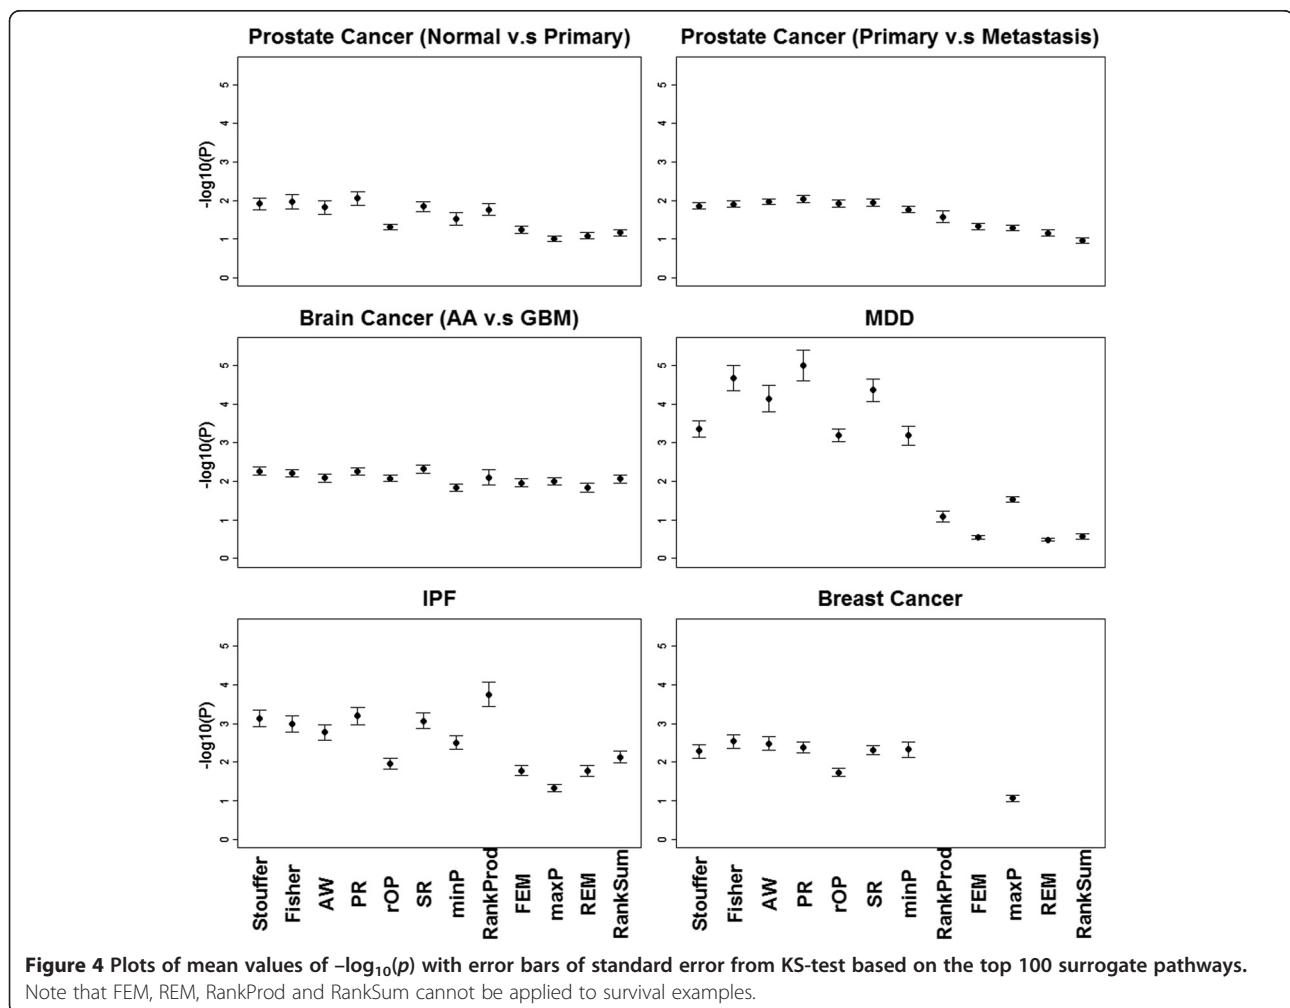 Prostate Cancer (Normal v.s Primary)
Prostate Cancer (Primary v.s Metastasis)
-log10(P)
5
4
3
2
1
0
5
4
3
2
1
0
Brain Cancer (AA v.s GBM)
MDD
-log10(P)
5
4
3
2
1
0
5
4
3
2
1
0
IPF
Breast Cancer
-log10(P)
5
4
3
2
1
0
5
4
3
2
1
0
Stouffer
Fisher
AW
PR
rOP
SR
minP
RankProd
FEM
maxP
REM
RankSum
Stouffer
Fisher
AW
PR
rOP
SR
minP
RankProd
FEM
maxP
REM
RankSum
Figure 4 Plots of mean values of –log₁₀(p) with error bars of standard error from KS-test based on the top 100 surrogate pathways.
Note that FEM, REM, RankProd and RankSum cannot be applied to survival examples.